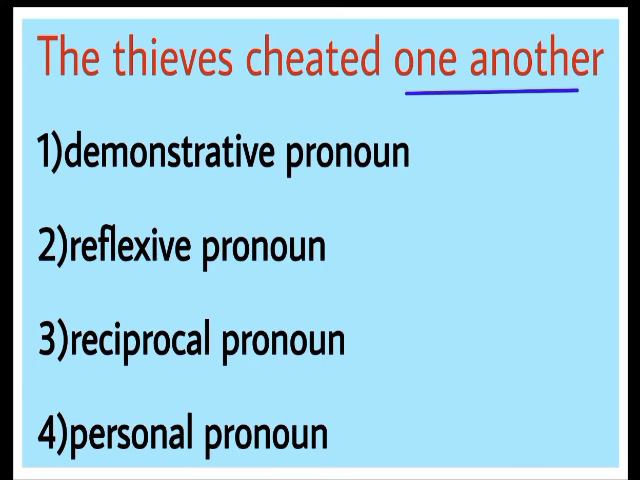 The thieves cheated one another
1)demonstrative pronoun
2)reflexive pronoun
3)reciprocal pronoun
4)personal pronoun